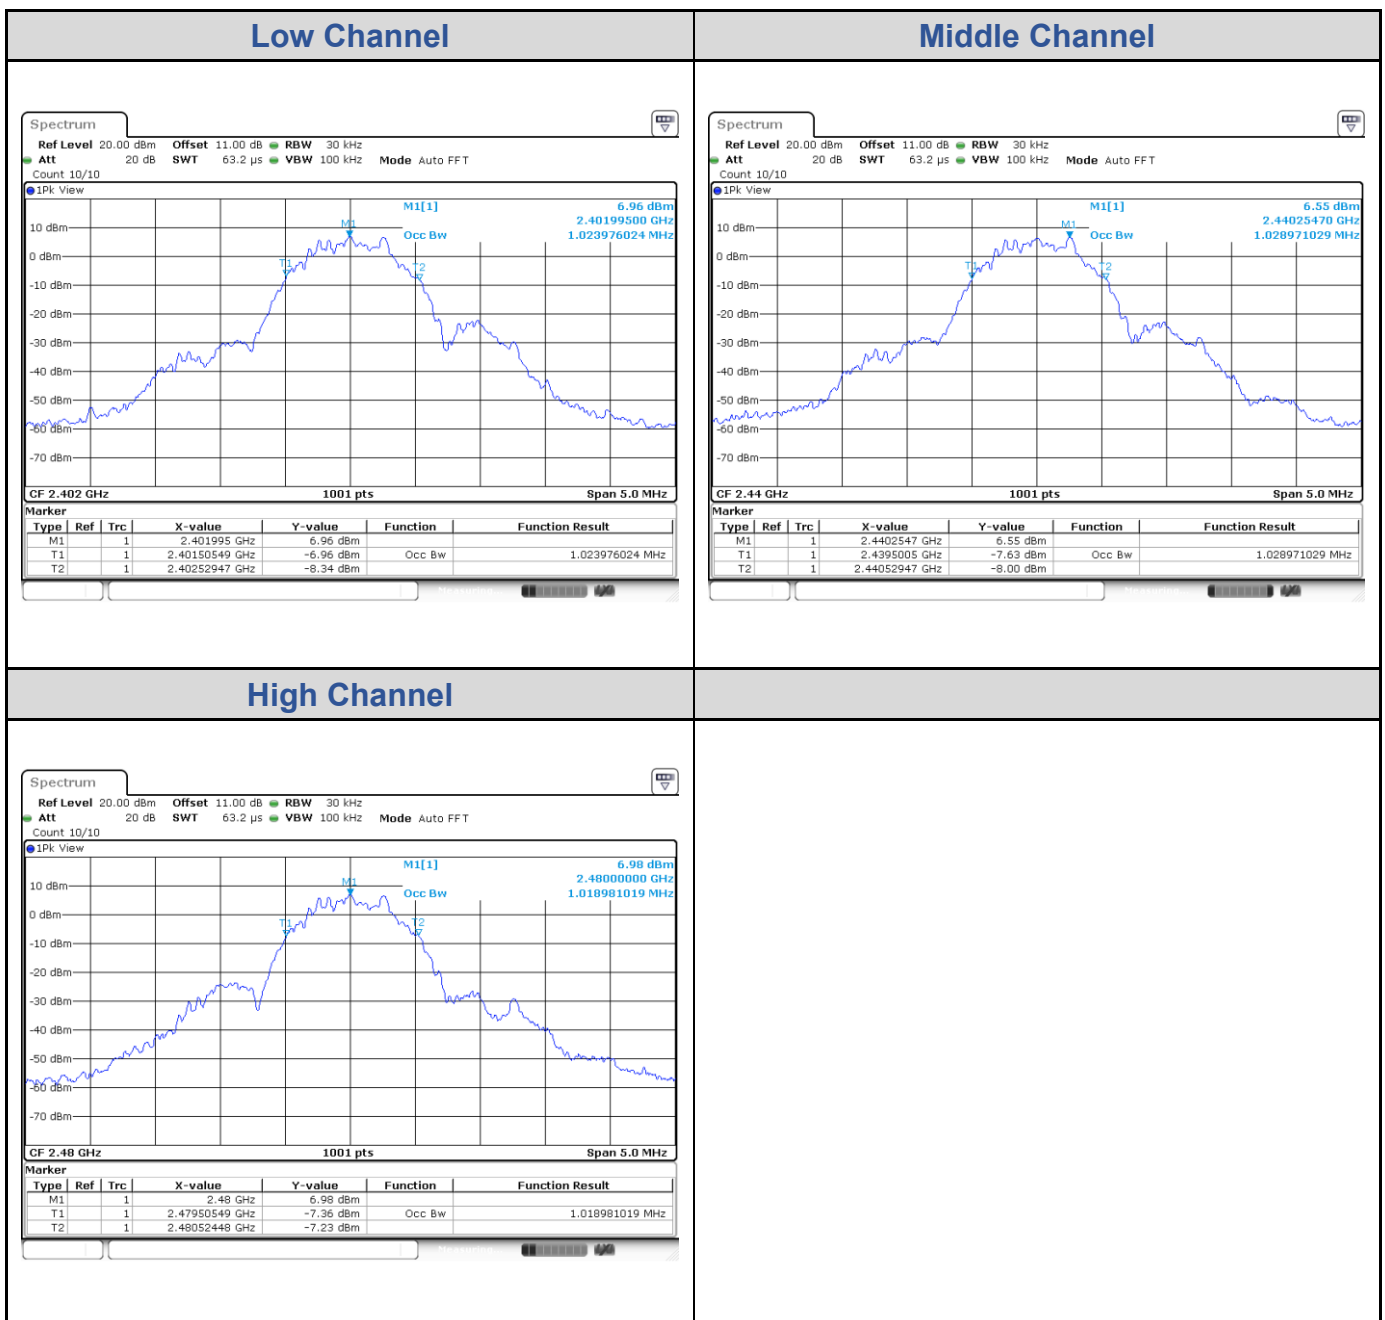 Low Channel
Spectrum
Ref Level 20.00 dBm Offset 11.00 dB RBW 30 kHz
Att 20 dB SWT 63.2 µs VBW 100 kHz Mode Auto FFT
Count 10/10
1Pk View
M1[1] 6.96 dBm
2.40199500 GHz
Occ Bw 1.023976024 MHz
M1
T1
T2
10 dBm
0 dBm
-10 dBm
-20 dBm
-30 dBm
-40 dBm
-50 dBm
-60 dBm
-70 dBm
CF 2.402 GHz 1001 pts Span 5.0 MHz
Marker
Type Ref Trc X-value Y-value Function Function Result
M1 1 2.401995 GHz 6.96 dBm
T1 1 2.40150549 GHz -6.96 dBm Occ Bw 1.023976024 MHz
T2 1 2.40252947 GHz -8.34 dBm
Measuring...
Middle Channel
Spectrum
Ref Level 20.00 dBm Offset 11.00 dB RBW 30 kHz
Att 20 dB SWT 63.2 µs VBW 100 kHz Mode Auto FFT
Count 10/10
1Pk View
M1[1] 6.55 dBm
2.44025470 GHz
Occ Bw 1.028971029 MHz
M1
T1
T2
10 dBm
0 dBm
-10 dBm
-20 dBm
-30 dBm
-40 dBm
-50 dBm
-60 dBm
-70 dBm
CF 2.44 GHz 1001 pts Span 5.0 MHz
Marker
Type Ref Trc X-value Y-value Function Function Result
M1 1 2.4402547 GHz 6.55 dBm
T1 1 2.4395005 GHz -7.63 dBm Occ Bw 1.028971029 MHz
T2 1 2.44052947 GHz -8.00 dBm
Measuring...
High Channel
Spectrum
Ref Level 20.00 dBm Offset 11.00 dB RBW 30 kHz
Att 20 dB SWT 63.2 µs VBW 100 kHz Mode Auto FFT
Count 10/10
1Pk View
M1[1] 6.98 dBm
2.48000000 GHz
Occ Bw 1.018981019 MHz
M1
T1
T2
10 dBm
0 dBm
-10 dBm
-20 dBm
-30 dBm
-40 dBm
-50 dBm
-60 dBm
-70 dBm
CF 2.48 GHz 1001 pts Span 5.0 MHz
Marker
Type Ref Trc X-value Y-value Function Function Result
M1 1 2.48 GHz 6.98 dBm
T1 1 2.47950549 GHz -7.36 dBm Occ Bw 1.018981019 MHz
T2 1 2.48052448 GHz -7.23 dBm
Measuring...